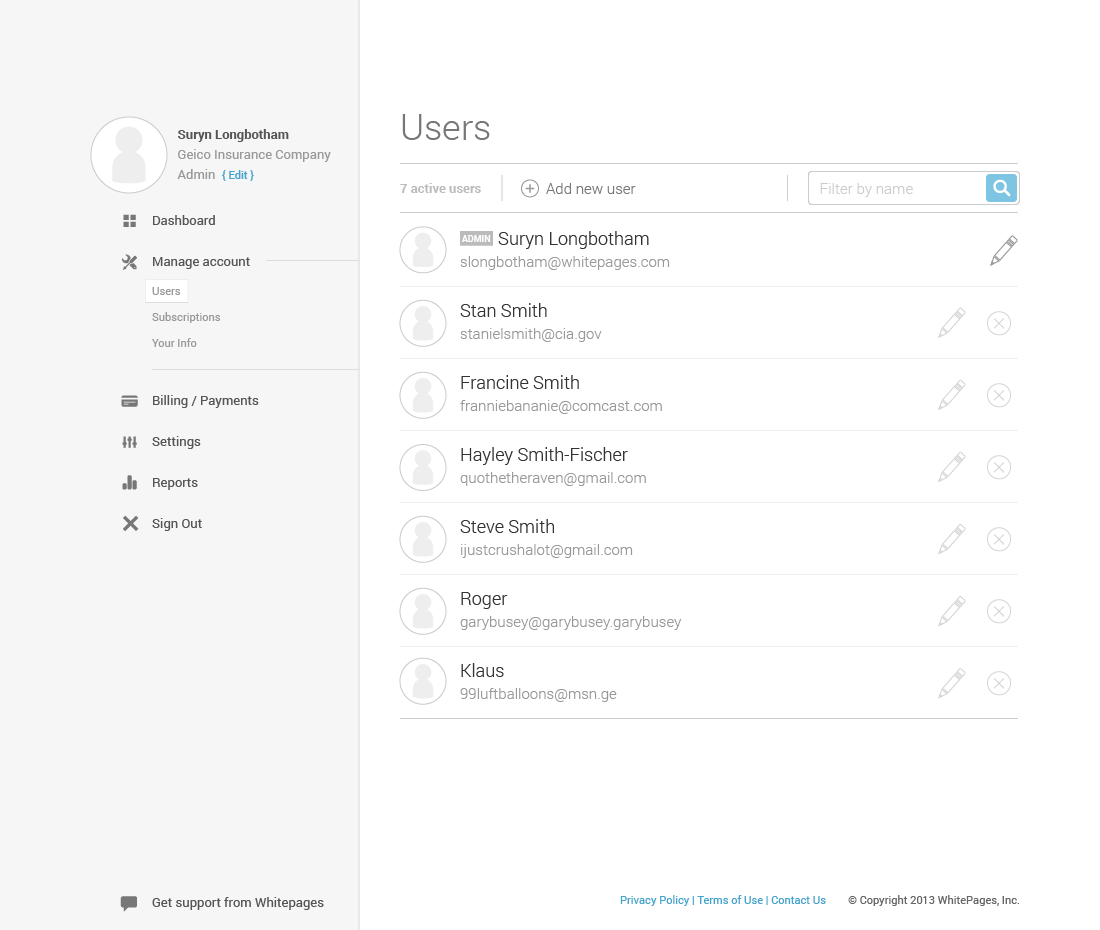 Suryn Longbotham
Geico Insurance Company
Admin { Edit }
Dashboard
Manage account
Users
Subscriptions
Your Info
Billing / Payments
Settings
Reports
Sign Out
Get support from Whitepages
Users
7 active users
Add new user
Filter by name
ADMIN Suryn Longbotham
slongbotham@whitepages.com
Stan Smith
stanielsmith@cia.gov
Francine Smith
franniebananie@comcast.com
Hayley Smith-Fischer
quothetheraven@gmail.com
Steve Smith
ijustcrushalot@gmail.com
Roger
garybusey@garybusey.garybusey
Klaus
99luftballoons@msn.ge
Privacy Policy | Terms of Use | Contact Us © Copyright 2013 WhitePages, Inc.